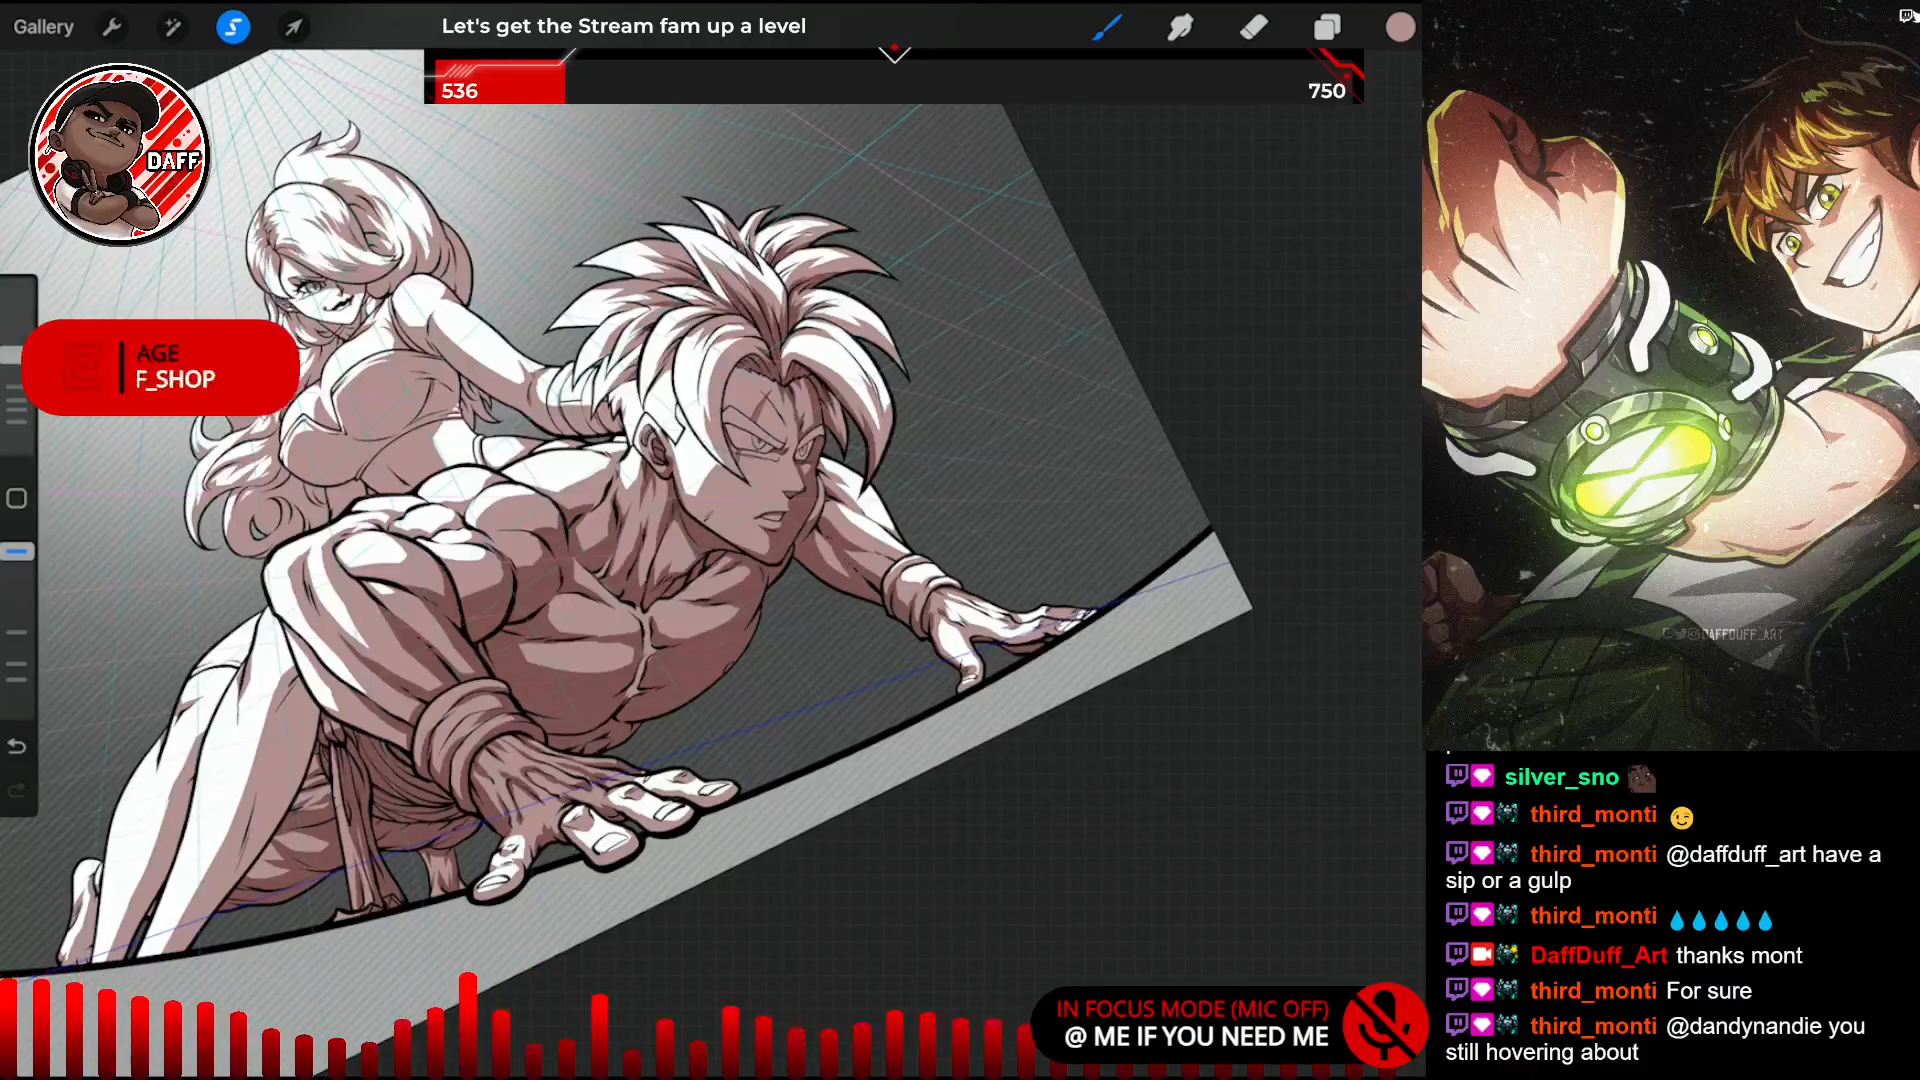 Gallery
Let's get the Stream fam up a level
536
750
DAFF
AGE
F_SHOP
DAFFDUFF_ART
silver_sno
third_monti
third_monti @daffduff_art have a
sip or a gulp
third_monti
DaffDuff_Art thanks mont
third_monti For sure
third_monti @dandynandie you
still hovering about
IN FOCUS MODE (MIC OFF)
@ ME IF YOU NEED ME